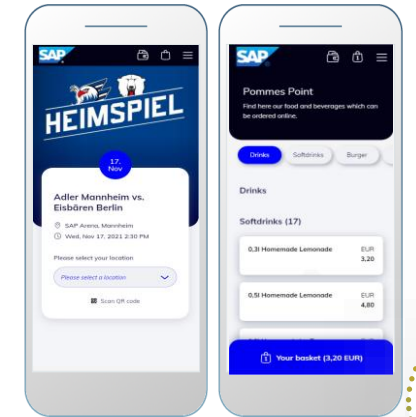 SAP
HEIMSPIEL
17.
Nov
Adler Mannheim vs.
Eisbären Berlin
SAP Arena, Mannheim
Wed, Nov 17, 2021 2:30 PM
Please select your location
Please select a location
Scan QR code
SAP
Pommes Point
Find here our food and beverages which can
be ordered online.
Drinks Softdrinks Burger
Drinks
Softdrinks (17)
0,3l Homemade Lemonade EUR
3,20
0,5l Homemade Lemonade EUR
4,80
Your basket (3,20 EUR)